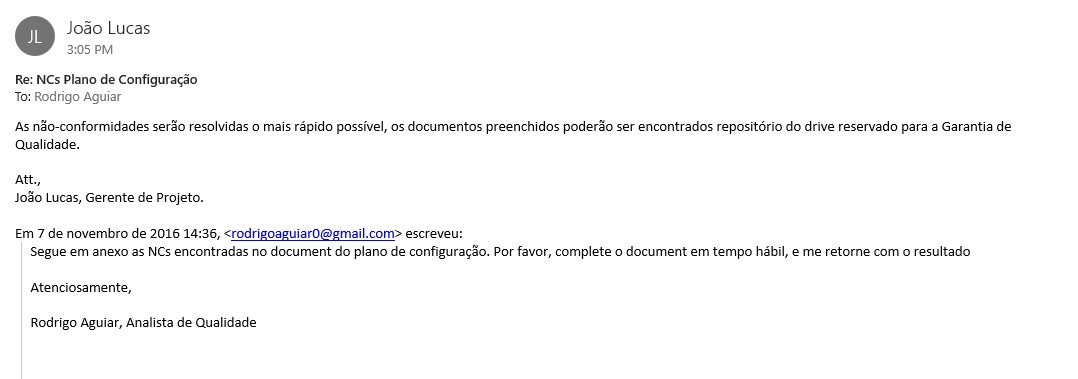 JL
João Lucas
3:05 PM
Re: NCs Plano de Configuração
To: Rodrigo Aguiar
As não-conformidades serão resolvidas o mais rápido possível, os documentos preenchidos poderão ser encontrados repositório do drive reservado para a Garantia de
Qualidade.
Att.,
João Lucas, Gerente de Projeto.
Em 7 de novembro de 2016 14:36, <rodrigoaguiar0@gmail.com> escreveu:
Segue em anexo as NCs encontradas no document do plano de configuração. Por favor, complete o document em tempo hábil, e me retorne com o resultado
Atenciosamente,
Rodrigo Aguiar, Analista de Qualidade